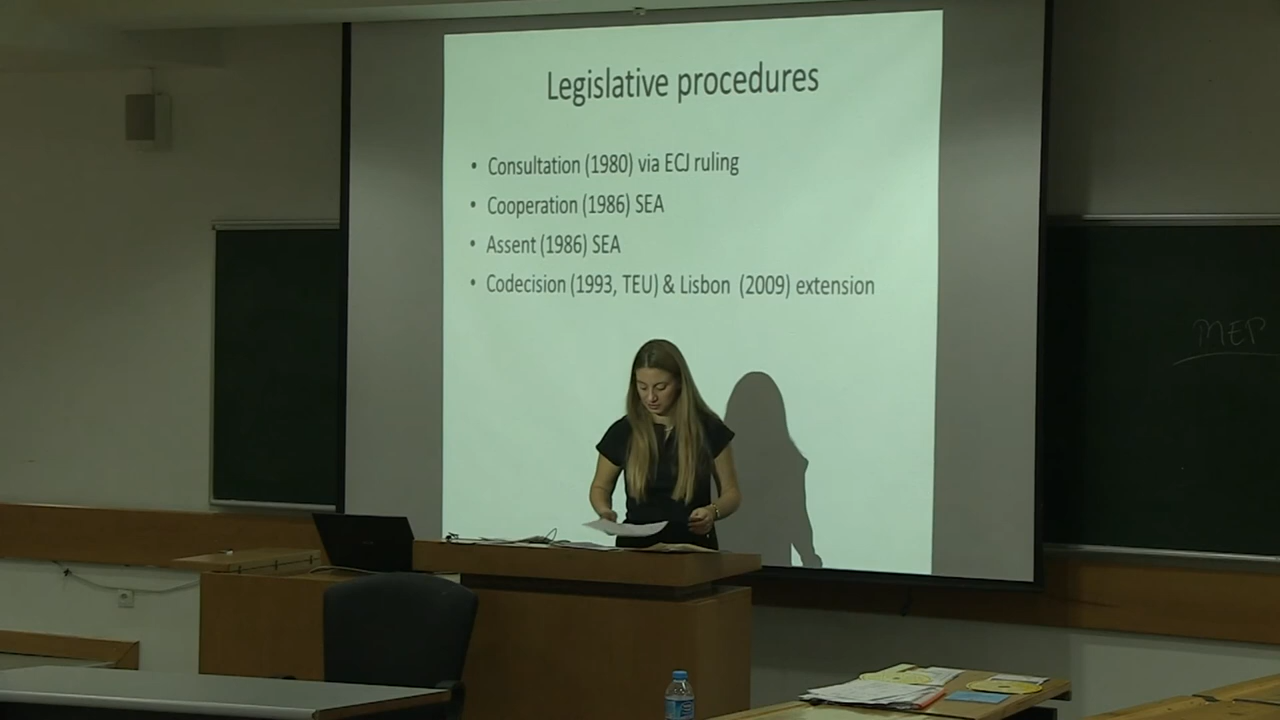 Legislative procedures
• Consultation (1980) via ECJ ruling
• Cooperation (1986) SEA
• Assent (1986) SEA
• Codecision (1993, TEU) & Lisbon (2009) extension
MEP